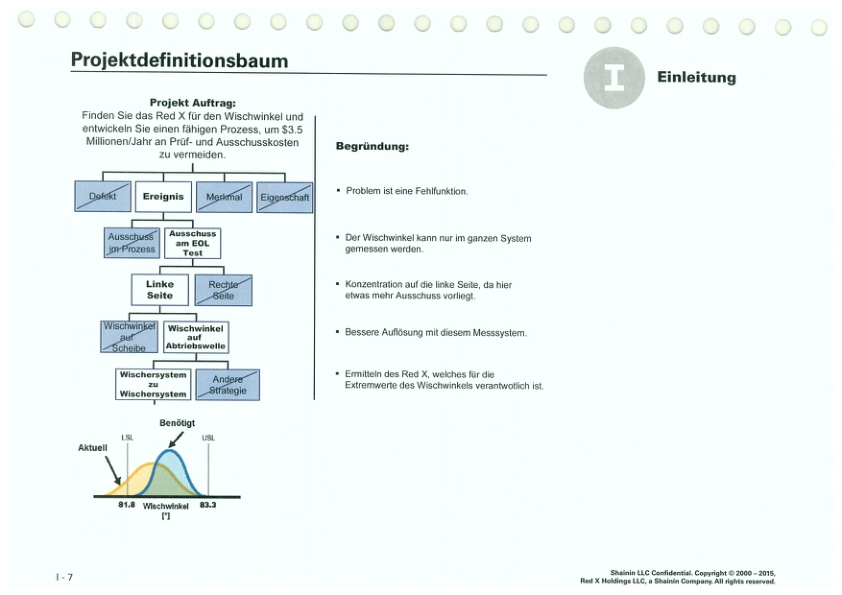 Projektdefinitionsbaum
I
Einleitung
Projekt Auftrag:
Finden Sie das Red X für den Wischwinkel und
entwickeln Sie einen fähigen Prozess, um $3.5
Millionen/Jahr an Prüf- und Ausschusskosten
zu vermeiden.
Defekt
Ereignis
Merkmal
Eigenschaft
Ausschuss
im Prozess
Ausschuss
am EOL
Test
Linke
Seite
Rechte
Seite
Wischwinkel
auf
Scheibe
Wischwinkel
auf
Abtriebswelle
Wischersystem
zu
Wischersystem
Andere
Strategie
Begründung:
▪ Problem ist eine Fehlfunktion.
▪ Der Wischwinkel kann nur im ganzen System
gemessen werden.
▪ Konzentration auf die linke Seite, da hier
etwas mehr Ausschuss vorliegt.
▪ Bessere Auflösung mit diesem Messsystem.
▪ Ermitteln des Red X, welches für die
Extremwerte des Wischwinkels verantwotlich ist.
Benötigt
LSL
USL
Aktuell
81.8 Wischwinkel 83.3
[°]
I - 7
Shainin LLC Confidential. Copyright © 2000 – 2015,
Red X Holdings LLC, a Shainin Company. All rights reserved.